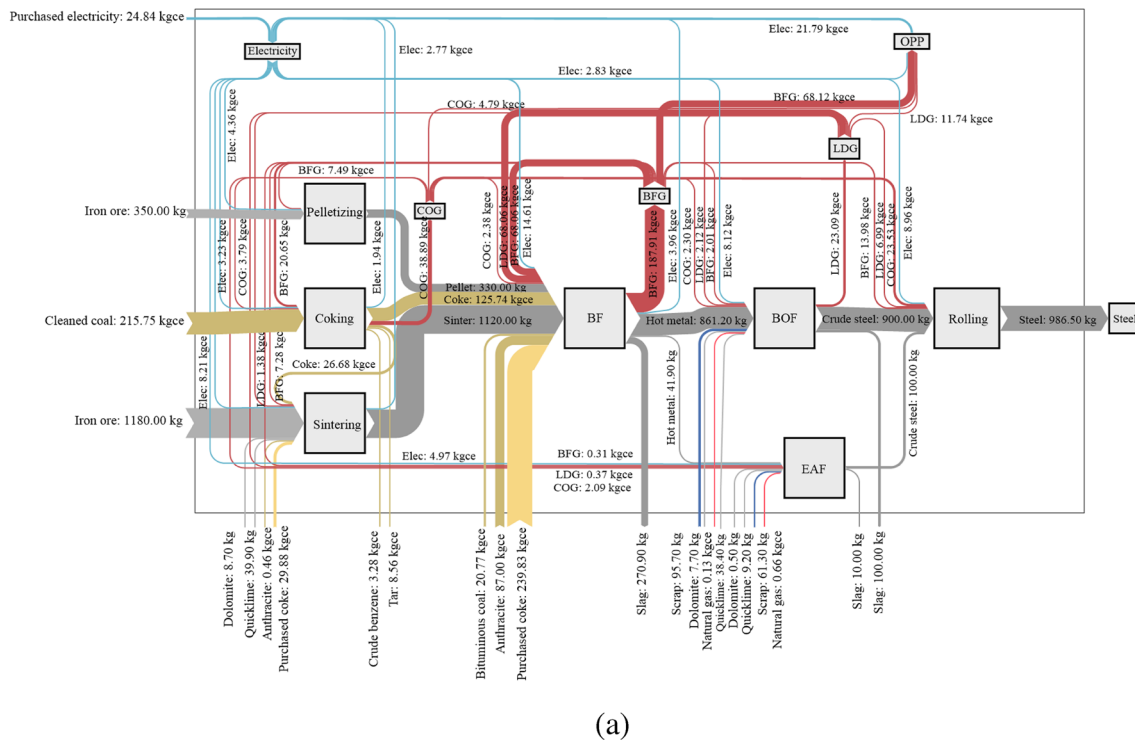 Purchased electricity: 24.84 kgce
Electricity
Elec: 2.77 kgce
Elec: 21.79 kgce
OPP
Elec: 2.83 kgce
Elec: 4.36 kgce
COG: 4.79 kgce
BFG: 68.12 kgce
LDG: 11.74 kgce
LDG
BFG: 7.49 kgce
Pelletizing
COG
BFG
Iron ore: 350.00 kg
Elec: 3.23 kgce
COG: 3.79 kgce
BFG: 20.65 kgce
Elec: 1.94 kgce
COG: 38.89 kgce
COG: 2.38 kgce
LDG: 68.06 kgce
BFG: 68.06 kgce
Elec: 14.61 kgce
BFG: 187.91 kgce
Elec: 3.96 kgce
COG: 2.30 kgce
LDG: 2.12 kgce
BFG: 2.01 kgce
Elec: 8.12 kgce
LDG: 23.09 kgce
BFG: 13.98 kgce
LDG: 6.99 kgce
COG: 23.53 kgce
Elec: 8.96 kgce
Pellet: 330.00 kg
Coke: 125.74 kgce
Cleaned coal: 215.75 kgce
Coking
Sinter: 1120.00 kg
BF
Hot metal: 861.20 kg
BOF
Crude steel: 900.00 kg
Rolling
Steel: 986.50 kg
Steel
Coke: 26.68 kgce
Elec: 8.21 kgce
LDG: 1.38 kgce
BFG: 7.28 kgce
Hot metal: 41.90 kg
Crude steel: 100.00 kg
Iron ore: 1180.00 kg
Sintering
Elec: 4.97 kgce
BFG: 0.31 kgce
LDG: 0.37 kgce
COG: 2.09 kgce
EAF
Dolomite: 8.70 kg
Quicklime: 39.90 kg
Anthracite: 0.46 kgce
Purchased coke: 29.88 kgce
Crude benzene: 3.28 kgce
Tar: 8.56 kgce
Bituminous coal: 20.77 kgce
Anthracite: 87.00 kgce
Purchased coke: 239.83 kgce
Slag: 270.90 kg
Scrap: 95.70 kg
Dolomite: 7.70 kg
Natural gas: 0.13 kgce
Quicklime: 38.40 kg
Dolomite: 0.50 kg
Quicklime: 9.20 kg
Scrap: 61.30 kg
Natural gas: 0.66 kgce
Slag: 10.00 kg
Slag: 100.00 kg
(a)